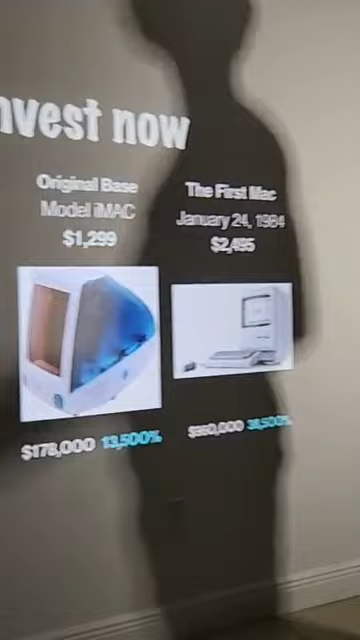 nvest now
Original Base
Model iMAC
$1,299
The First Mac
January 24, 1984
$2,495
$178,000 13,500%